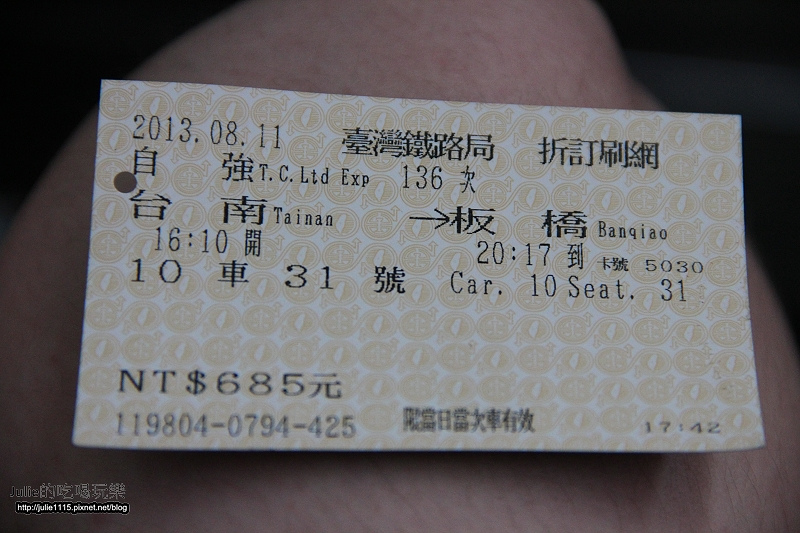 2013.08.11 臺灣鐵路局 折訂刷網
自強 T.C.Ltd Exp 136 次
台南 Tainan →板橋 Banqiao
16:10 開 20:17 到 卡號 5030
10 車 31 號 Car. 10 Seat. 31
NT$685元
119804-0794-425 限當日當次車有效 17:42
Julie的吃喝玩樂
http://julie1115.pixnet.net/blog